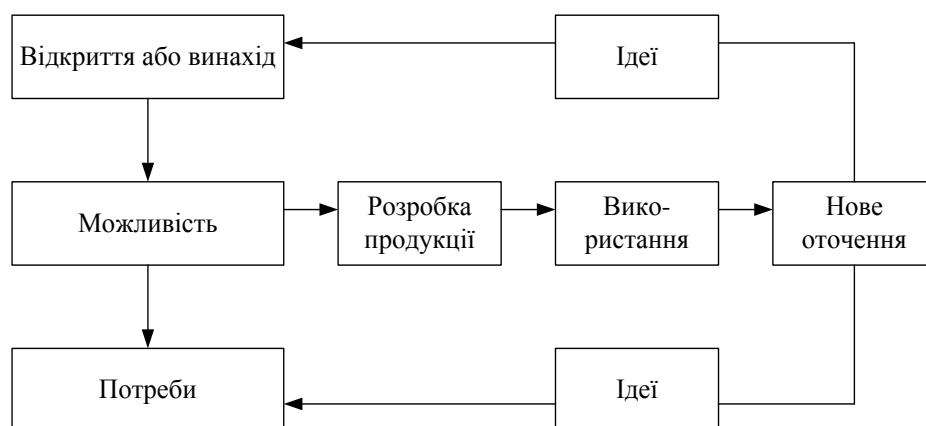 Відкриття або винахід
Ідеї
Можливість
Розробка
продукції
Вико-
ристання
Нове
оточення
Потреби
Ідеї